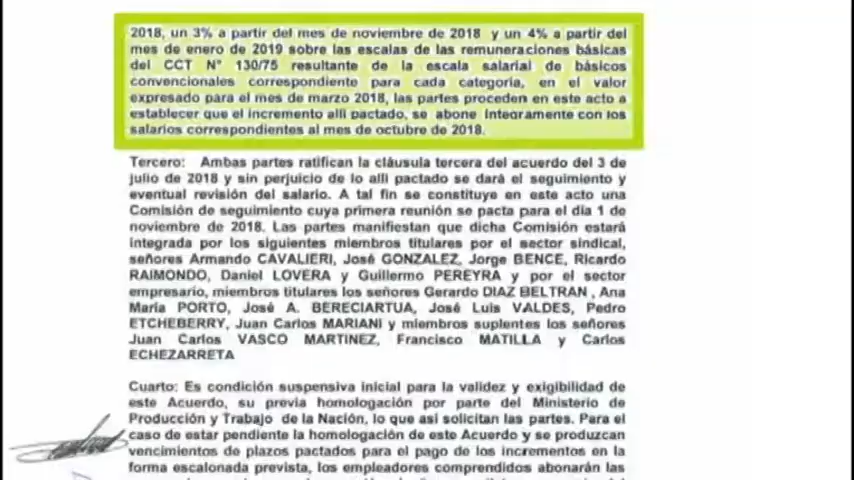 2018, un 3% a partir del mes de noviembre de 2018 y un 4% a partir del
mes de enero de 2019 sobre las escalas de las remuneraciones básicas
del CCT N° 130/75 resultante de la escala salarial de básicos
convencionales correspondiente para cada categoría, en el valor
expresado para el mes de marzo 2018, las partes proceden en este acto a
establecer que el incremento allí pactado, se abone íntegramente con los
salarios correspondientes al mes de octubre de 2018.
Tercero: Ambas partes ratifican la cláusula tercera del acuerdo del 3 de
julio de 2018 y sin perjuicio de lo allí pactado se dará el seguimiento y
eventual revisión del salario. A tal fin se constituye en este acto una
Comisión de seguimiento cuya primera reunión se pacta para el día 1 de
noviembre de 2018. Las partes manifiestan que dicha Comisión estará
integrada por los siguientes miembros titulares por el sector sindical,
señores Armando CAVALIERI, José GONZALEZ, Jorge BENCE, Ricardo
RAIMONDO, Daniel LOVERA y Guillermo PEREYRA y por el sector
empresario, miembros titulares los señores Gerardo DIAZ BELTRAN , Ana
María PORTO, José A. BERECIARTUA, José Luis VALDES, Pedro
ETCHEBERRY, Juan Carlos MARIANI y miembros suplentes los señores
Juan Carlos VASCO MARTINEZ, Francisco MATILLA y Carlos
ECHEZARRETA
Cuarto: Es condición suspensiva inicial para la validez y exigibilidad de
este Acuerdo, su previa homologación por parte del Ministerio de
Producción y Trabajo de la Nación, lo que así solicitan las partes. Para el
caso de estar pendiente la homologación de este Acuerdo y se produzcan
vencimientos de plazos pactados para el pago de los incrementos en la
forma escalonada prevista, los empleadores comprendidos abonarán las